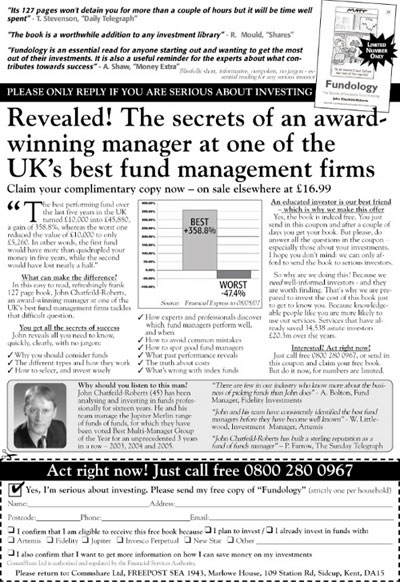 "Its 127 pages won't detain you for more than a couple of hours but it will be time well
spent" - T. Stevenson, "Daily Telegraph"
"The book is a worthwhile addition to any investment library" - R. Mould, "Shares"
"Fundology is an essential read for anyone starting out and wanting to get the most
out of their investments. It is also a useful reminder for the experts about what con-
tributes towards success" - A. Shaw, "Money Extra"
Blissfully short, informative, no jargon - es-
sential reading for any serious investor
LIMITED
NUMBER
ONLY
Fundology
John Chatfeild-Roberts
PLEASE ONLY REPLY IF YOU ARE SERIOUS ABOUT INVESTING
Revealed! The secrets of an award-
winning manager at one of the
UK's best fund management firms
Claim your complimentary copy now – on sale elsewhere at £16.99
"The best performing fund over
the last five years in the UK
turned £10,000 into £45,880,
a gain of 358.8%, whereas the worst one
reduced the value of £10,000 to only
£5,260. In other words, the first fund
would have more than quadrupled your
money in five years, while the second
would have lost nearly a half."
What can make the difference?
In this easy to read, refreshingly frank
127 page book, John Chatfeild-Roberts,
an award-winning manager at one of the
UK's best fund management firms tackles
that difficult question.
You get all the secrets of success
John reveals all you need to know,
quickly, clearly, with no jargon:
✓ Why you should consider funds
✓ The different types and how they work
✓ How to select, and invest wisely
BEST
+358.8%
WORST
-47.4%
Source: Financial Express to 18/05/07
✓ How experts and professionals discover
which fund managers perform well,
and when
✓ How to avoid common mistakes
✓ How to spot good fund managers
✓ What past performance reveals
✓ The truth about costs
✓ What's wrong with index funds
An educated investor is our best friend
– which is why we make this offer
Yes, the book is indeed free. You just
send in this coupon and after a couple of
days you get your book. But please, do
answer all the questions in the coupon –
especially those about your investments.
I hope you don't mind: we can only af-
ford to send the book to serious investors.
So why are we doing this? Because we
need well-informed investors – and they
are worth finding. That's why we are pre-
pared to invest the cost of this book just
to get to know you. Because knowledge-
able people like you are more likely to
use our services. Services that have al-
ready saved 34,538 astute investors
£20.3m over the years.
Interested? Act right now!
Just call free 0800 280 0967, or send in
this coupon and claim your free book.
But do it now, for numbers are limited.
Why should you listen to this man?
John Chatfeild-Roberts (45) has been
analysing and investing in funds profes-
sionally for sixteen years. He and his
team manage the Jupiter Merlin range
of funds of funds, for which they have
been voted Best Multi-Manager Group
of the Year for an unprecedented 3 years
in a row – 2003, 2004 and 2005.
"There are few in our industry who know more about the busi-
ness of picking funds than John does" - A. Bolton, Fund
Manager, Fidelity Investments
"John and his team have consistently identified the best fund
managers before they have become well known" - W. Little-
wood, Investment Manager, Artemis
"John Chatfeild-Roberts has built a sterling reputation as a
fund of funds manager" – P. Farrow, The Sunday Telegraph
Act right now! Just call free 0800 280 0967
Yes, I'm serious about investing. Please send my free copy of "Fundology" (strictly one per household)
Name: Address:
Postcode: Phone: Email:
I confirm that I am eligible to receive this free book because: I plan to invest / I already invest in funds with:
Artemis Fidelity Jupiter Invesco Perpetual New Star Other
I also confirm that I want to get more information on how I can save money on my investments
CommShare Ltd is authorised and regulated by the Financial Services Authority.
Please return to: Commshare Ltd, FREEPOST SEA 1943, Marlowe House, 109 Station Rd, Sidcup, Kent, DA15